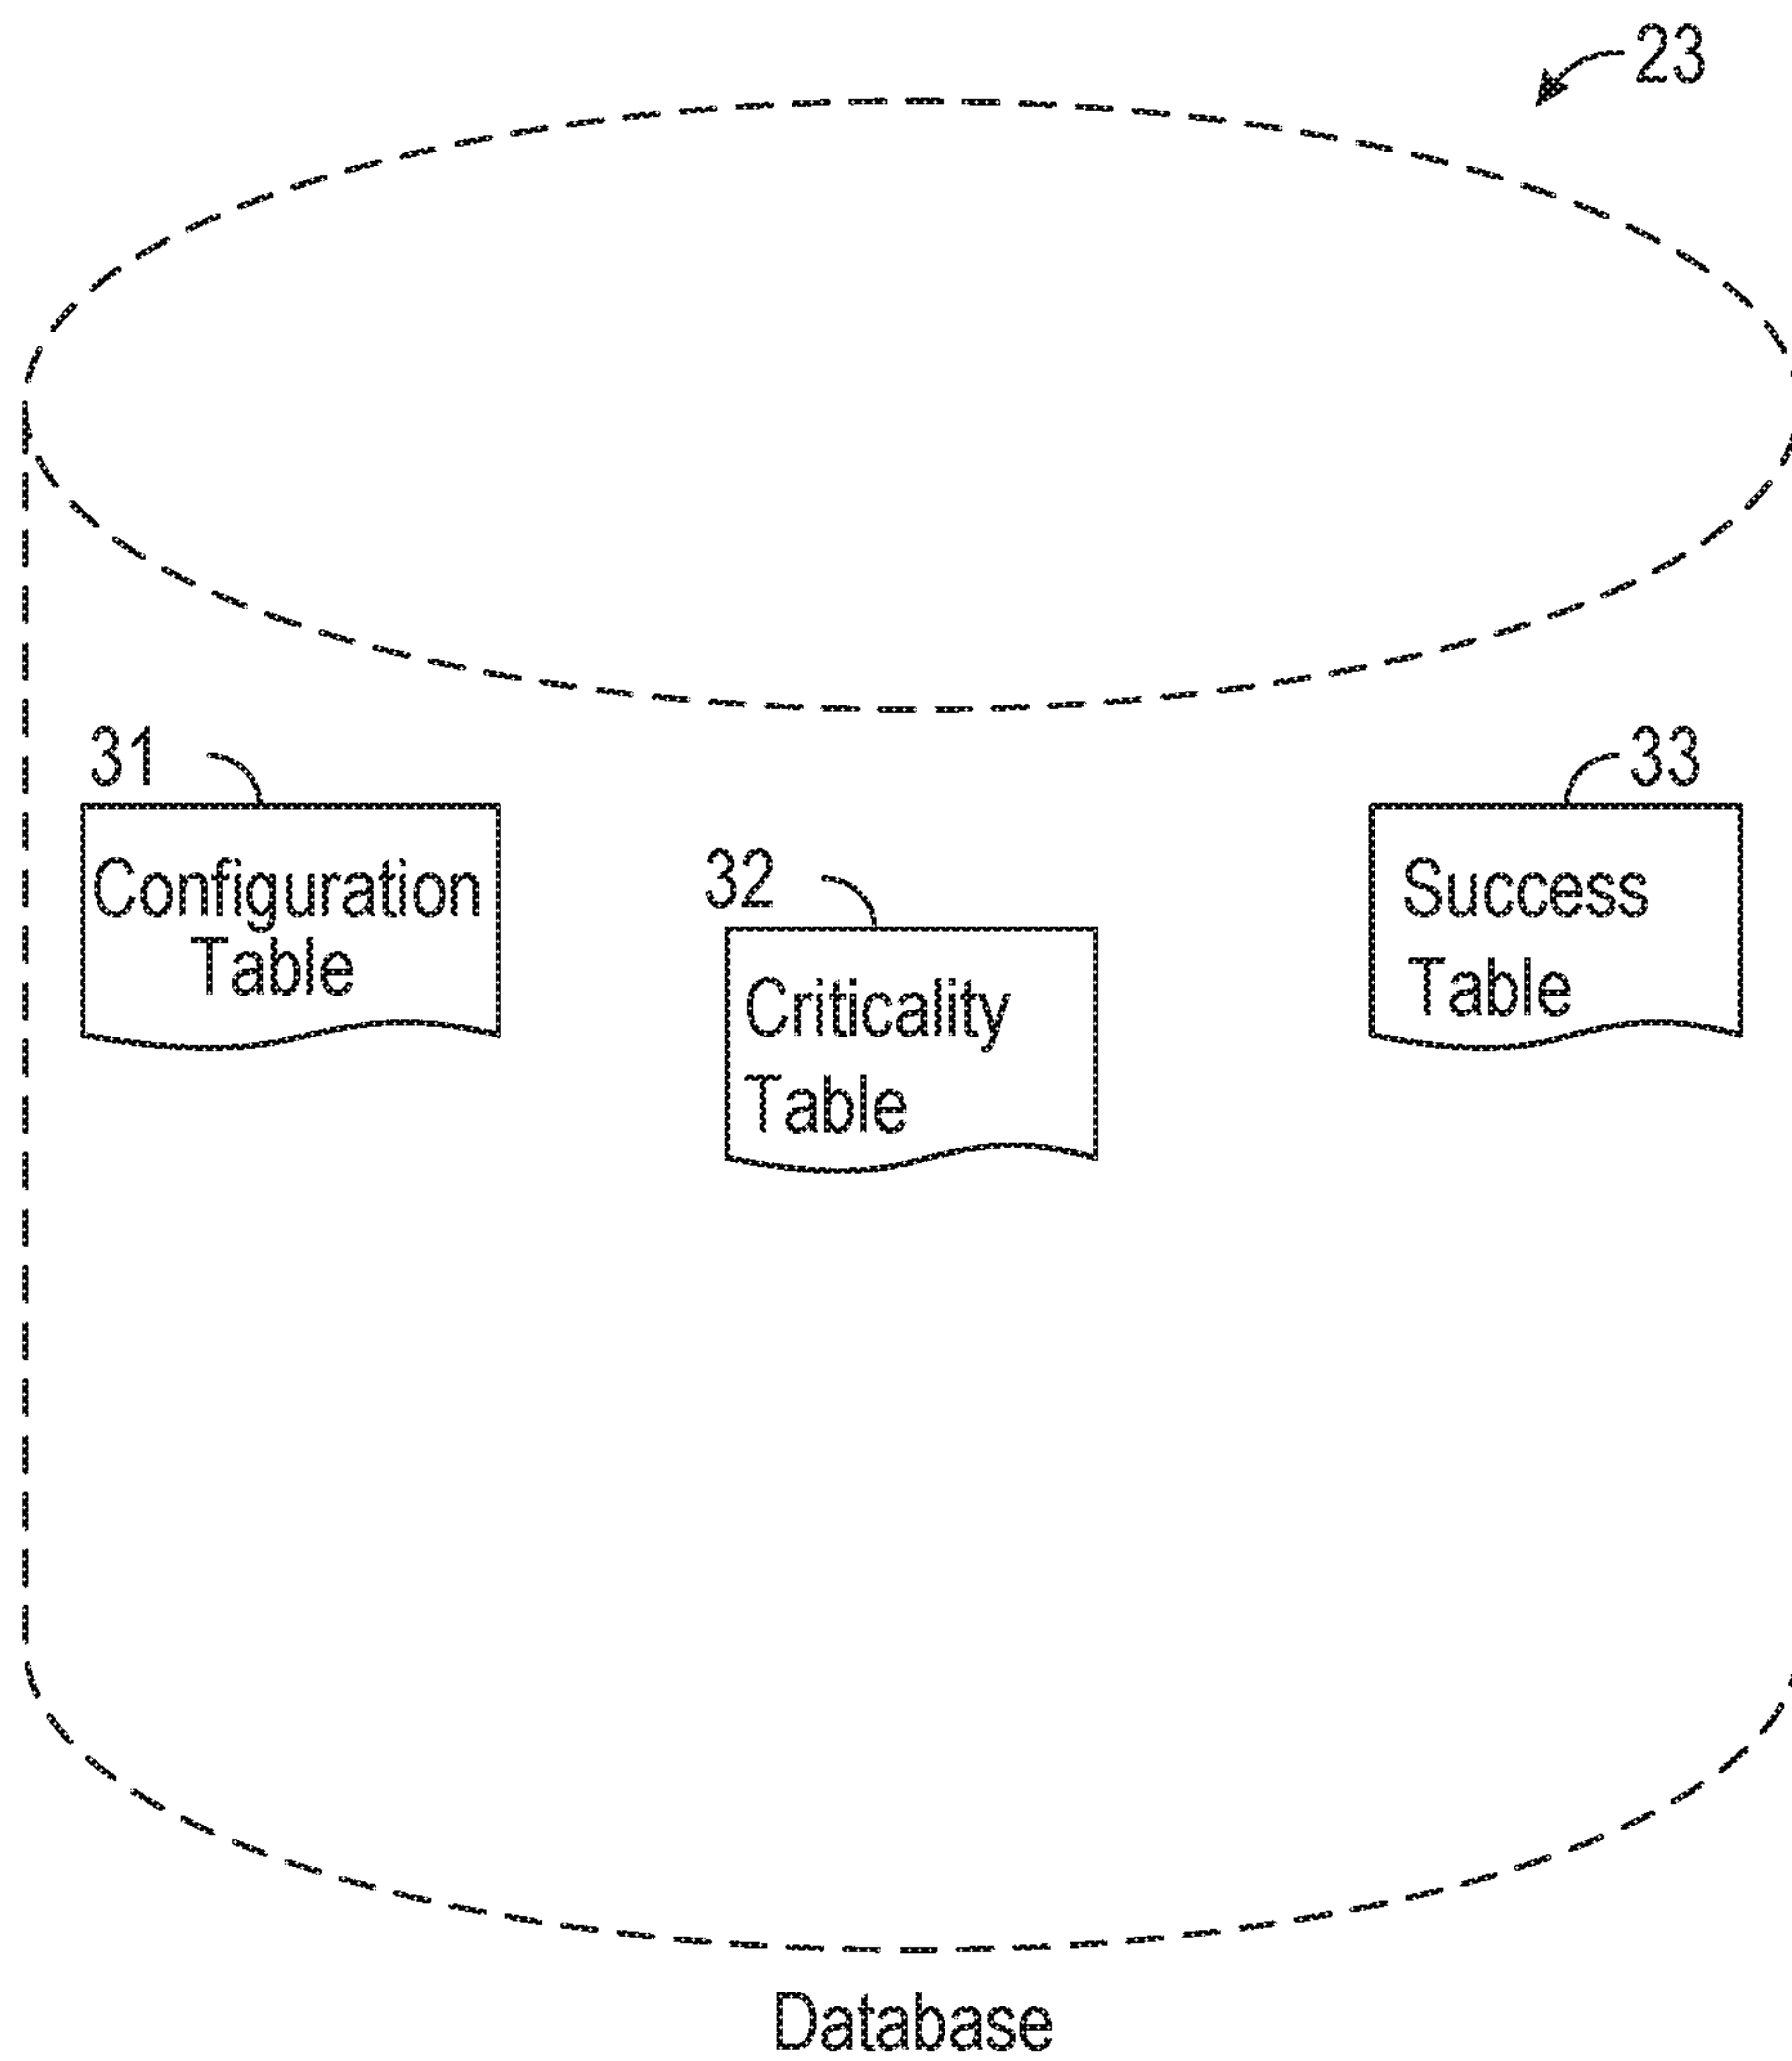 23
31
Configuration
Table
32
Criticality
Table
33
Success
Table
Database